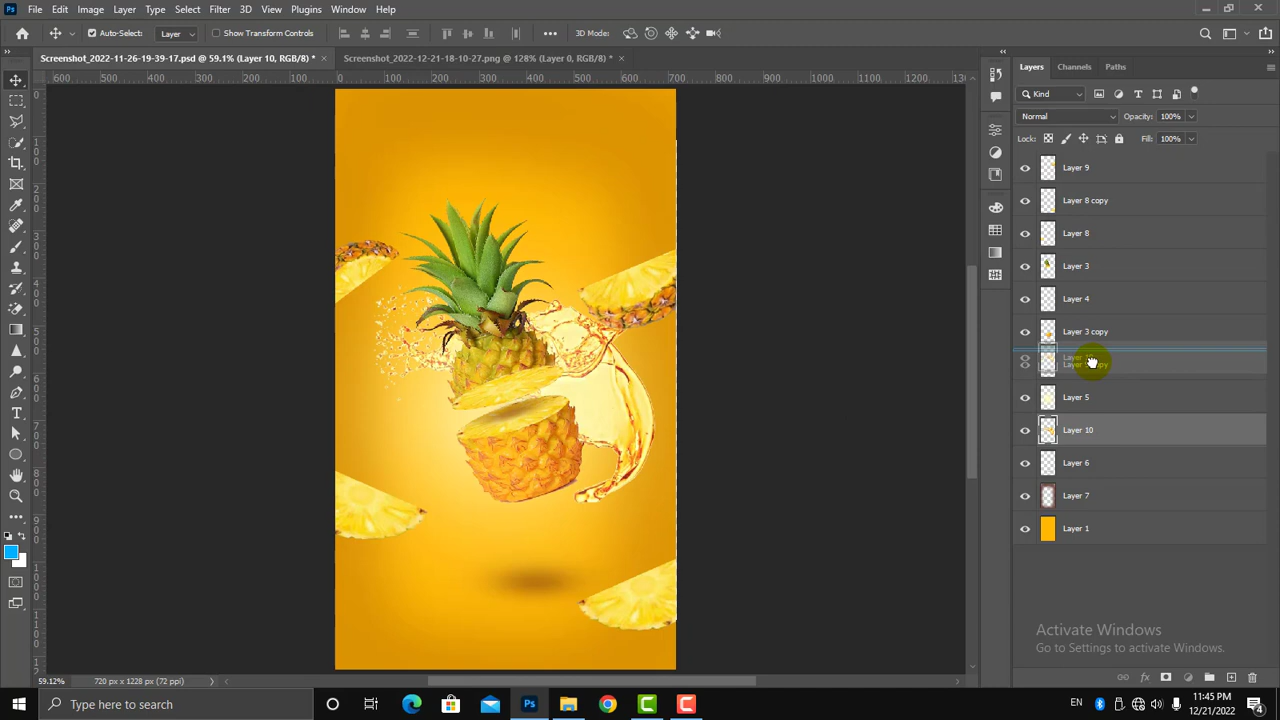 Ps File Edit Image Layer Type Select Filter 3D View Plugins Window Help
Auto-Select: Layer Show Transform Controls 3D Mode:
Screenshot_2022-11-26-19-39-17.psd @ 59.1% (Layer 10, RGB/8) * Screenshot_2022-12-21-18-10-27.png @ 128% (Layer 0, RGB/8) *
600 500 400 300 200 100 0 100 200 300 400 500 600 700 800 900 1000 1100 1200
Layers Channels Paths
Kind
Normal Opacity: 100%
Lock: Fill: 100%
Layer 9
Layer 8 copy
Layer 8
Layer 3
Layer 4
Layer 3 copy
Layer 5
Layer 10
Layer 6
Layer 7
Layer 1
Activate Windows
Go to Settings to activate Windows.
59.12% 720 px x 1228 px (72 ppi)
Type here to search
EN 11:45 PM
12/21/2022